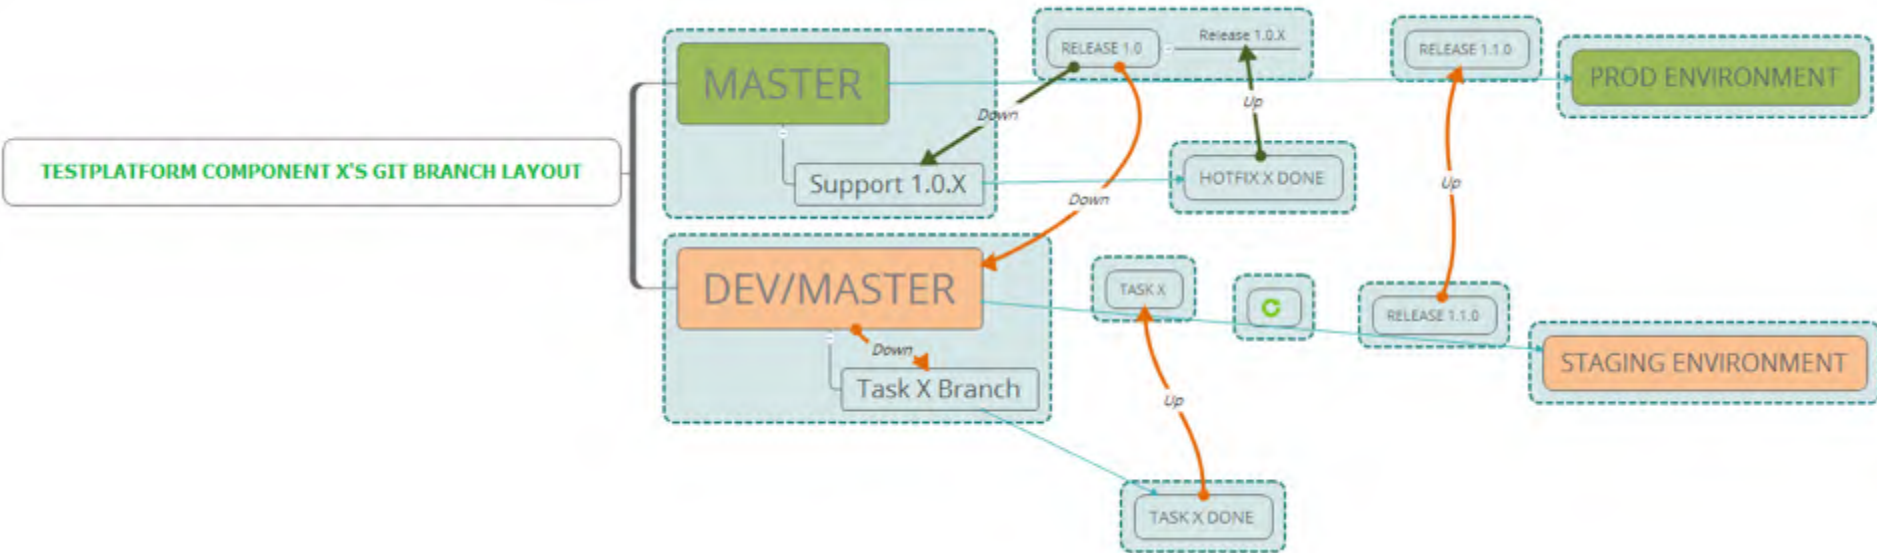 TESTPLATFORM COMPONENT X'S GIT BRANCH LAYOUT
MASTER
Support 1.0.X
DEV/MASTER
Down
Task X Branch
RELEASE 1.0
Release 1.0.X
Down
Up
Down
HOTFIX X DONE
RELEASE 1.1.0
PROD ENVIRONMENT
Up
TASK X
RELEASE 1.1.0
STAGING ENVIRONMENT
Up
TASK X DONE